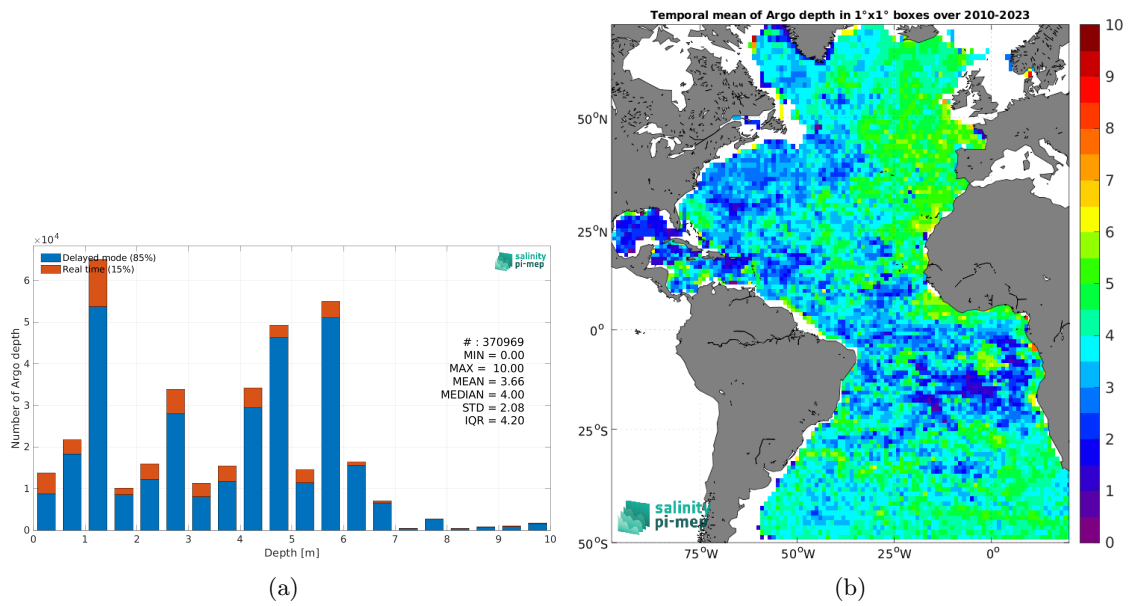 Temporal mean of Argo depth in 1°x1° boxes over 2010-2023
×10⁴
Delayed mode (85%)
Real time (15%)
salinity
pi-mep
Number of Argo depth
6
5
4
3
2
1
0
# : 370969
MIN = 0.00
MAX = 10.00
MEAN = 3.66
MEDIAN = 4.00
STD = 2.08
IQR = 4.20
0 1 2 3 4 5 6 7 8 9 10
Depth [m]
(a)
50°N
25°N
0°
25°S
50°S
75°W 50°W 25°W 0°
salinity
pi-mep
10
9
8
7
6
5
4
3
2
1
0
(b)